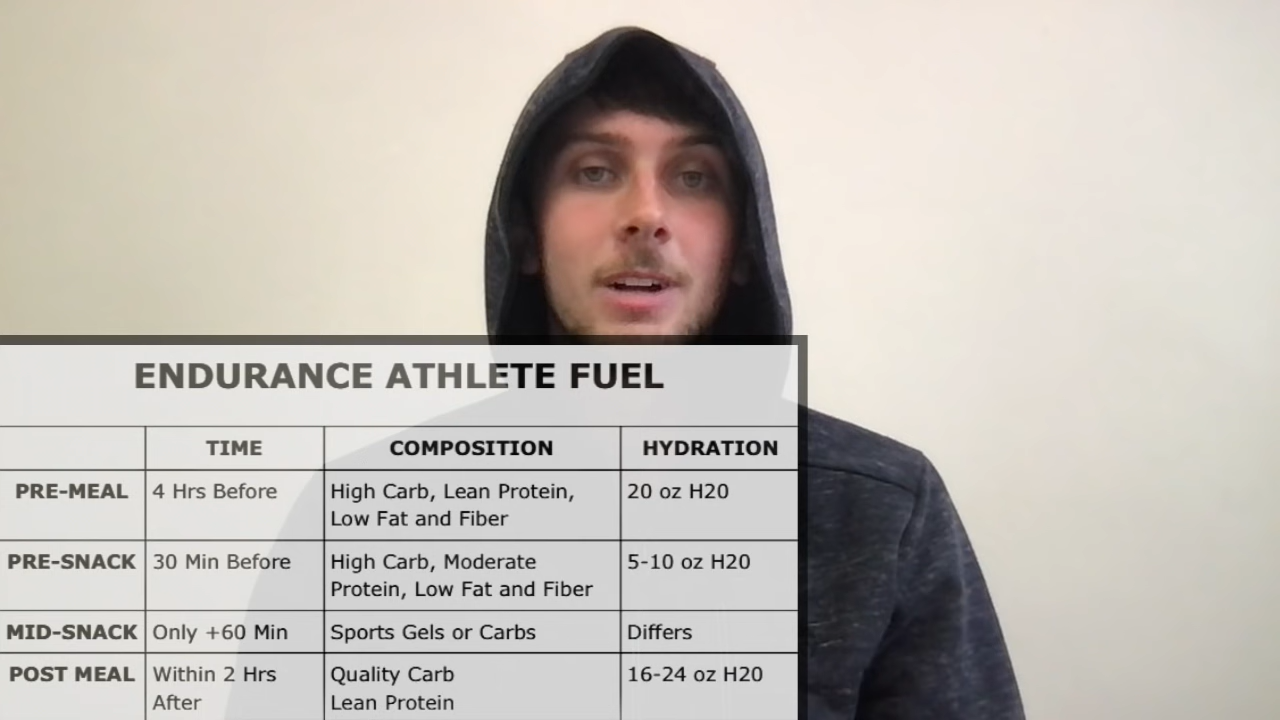 ENDURANCE ATHLETE FUEL
TIME COMPOSITION HYDRATION
PRE-MEAL 4 Hrs Before High Carb, Lean Protein, 20 oz H20
Low Fat and Fiber
PRE-SNACK 30 Min Before High Carb, Moderate 5-10 oz H20
Protein, Low Fat and Fiber
MID-SNACK Only +60 Min Sports Gels or Carbs Differs
POST MEAL Within 2 Hrs Quality Carb 16-24 oz H20
After Lean Protein